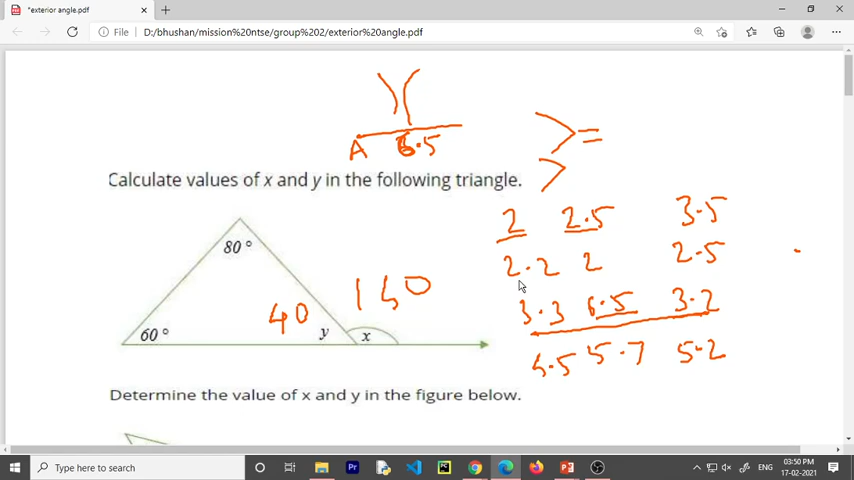 *exterior angle.pdf
File D:/bhushan/mission%20ntse/group%202/exterior%20angle.pdf
A 6.5
>=
>
Calculate values of x and y in the following triangle.
2 2.5 3.5
2.2 2 2.5
3.3 6.5 3.2
5.7 5.2
80°
40
60° y x
Determine the value of x and y in the figure below.
Type here to search
ENG
03:50 PM
17-02-2021